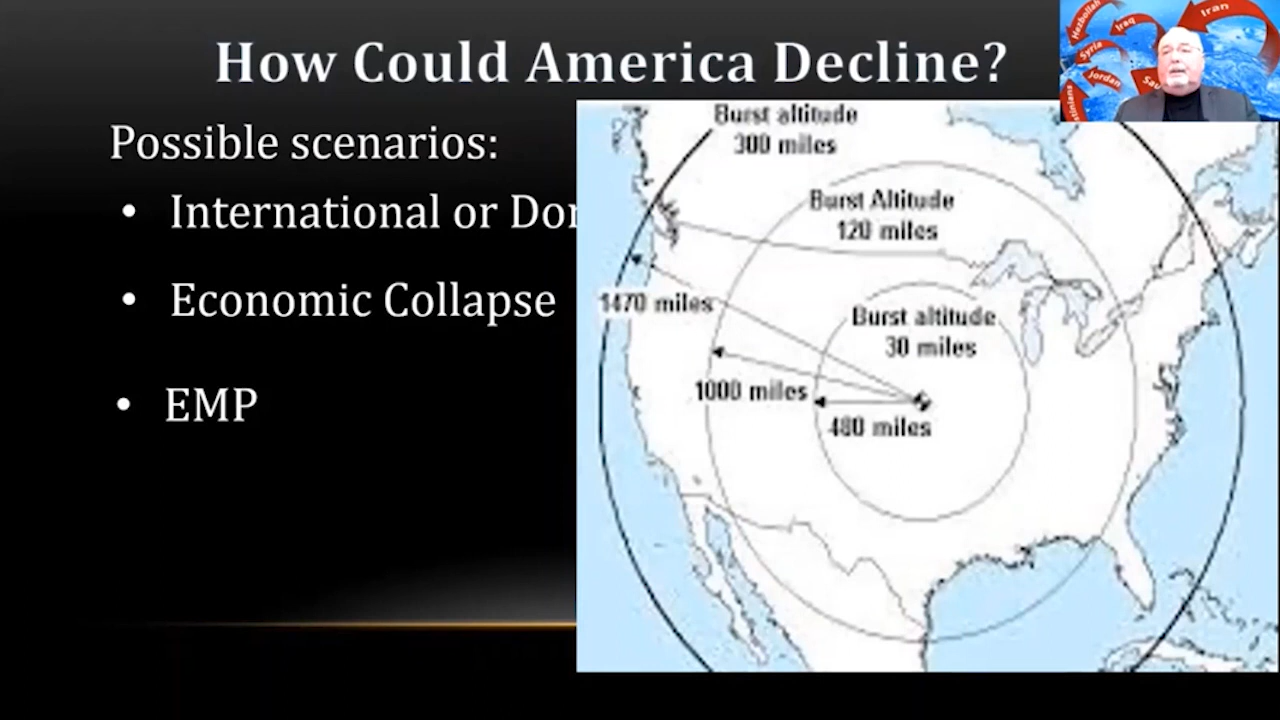 How Could America Decline?
Possible scenarios:
• International or Do
• Economic Collapse
• EMP
Burst altitude
300 miles
Burst Altitude
120 miles
1470 miles
Burst altitude
30 miles
1000 miles
480 miles
Hezbollah
Iraq
Iran
Syria
Jordan